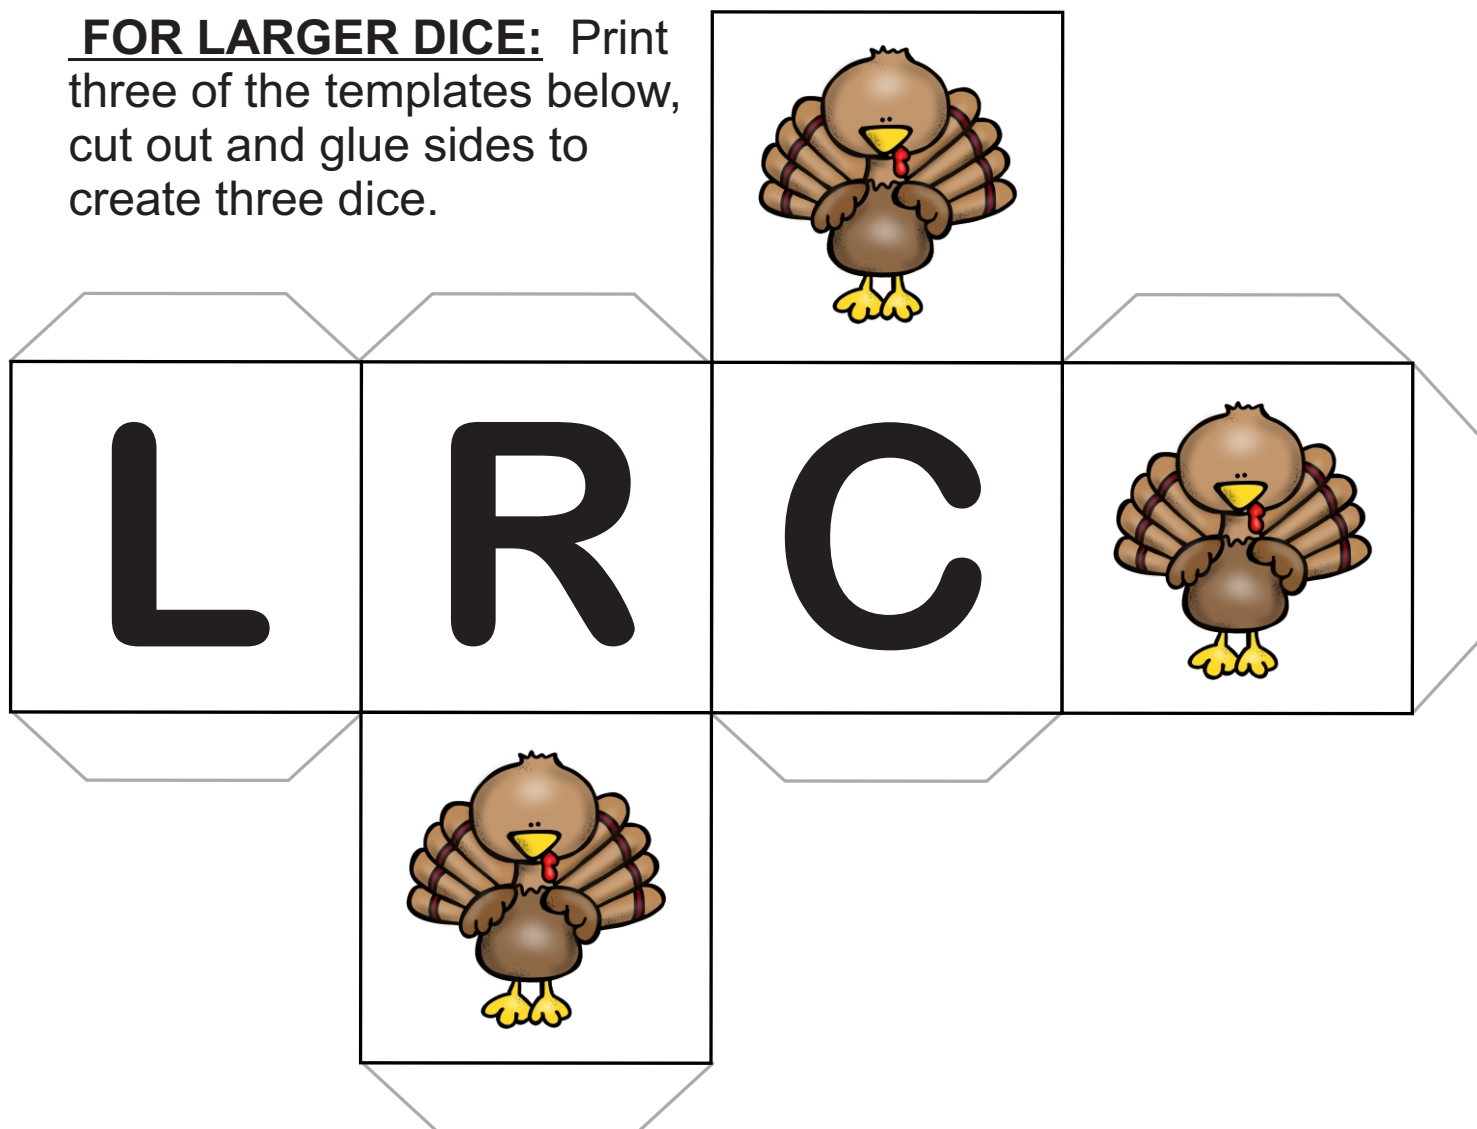 FOR LARGER DICE: Print
three of the templates below,
cut out and glue sides to
create three dice.
L R C